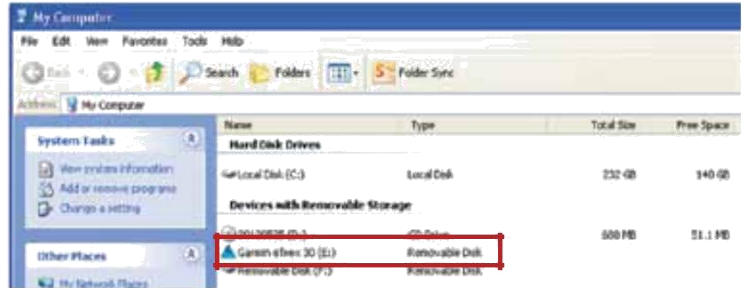 My Computer
File Edit View Favorites Tools Help
Back Search Folders Folder Sync
Address My Computer
Name Type Total Size Free Space
System Tasks
Hard Disk Drives
View system information
Local Disk (C:) Local Disk 232 GB 140 GB
Add or remove programs
Change a setting
Devices with Removable Storage
(D:) CD Drive 600 MB 51.1 MB
Other Places
Garmin eTrex 30 (E:) Removable Disk
Removable Disk (F:) Removable Disk
My Network Places